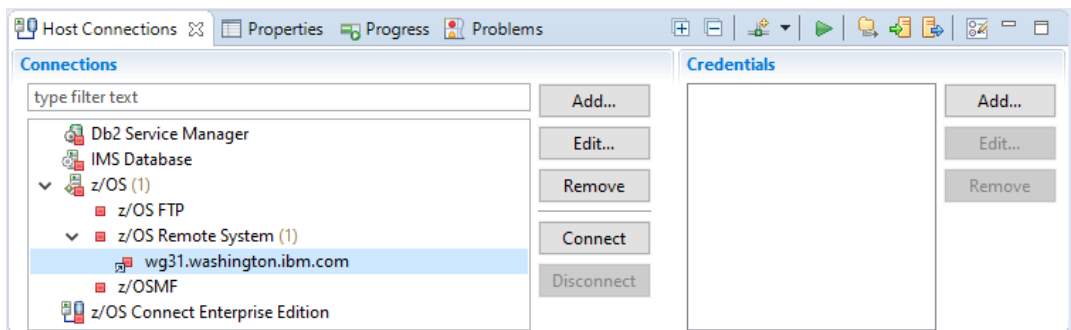 Host Connections Properties Progress Problems
Connections
type filter text
Add...
Db2 Service Manager
Edit...
IMS Database
z/OS (1)
Remove
z/OS FTP
z/OS Remote System (1)
Connect
wg31.washington.ibm.com
z/OSMF
Disconnect
z/OS Connect Enterprise Edition
Credentials
Add...
Edit...
Remove